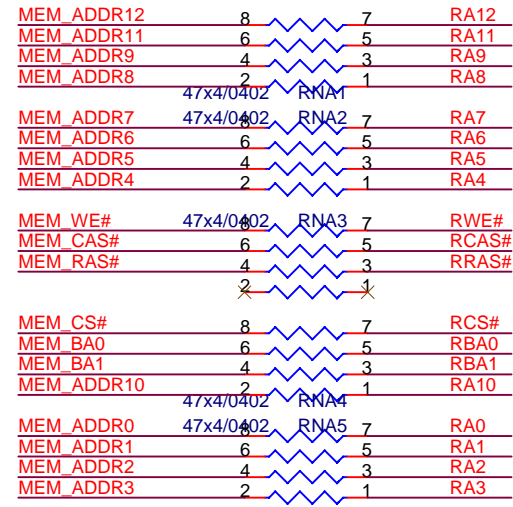 MEM_ADDR12 8 7 RA12
MEM_ADDR11 6 5 RA11
MEM_ADDR9 4 3 RA9
MEM_ADDR8 2 1 RA8
47x4/0402 RNA1
MEM_ADDR7 47x4/0402 8 RNA2 7 RA7
MEM_ADDR6 6 5 RA6
MEM_ADDR5 4 3 RA5
MEM_ADDR4 2 1 RA4
MEM_WE# 47x4/0402 8 RNA3 7 RWE#
MEM_CAS# 6 5 RCAS#
MEM_RAS# 4 3 RRAS#
2 1
MEM_CS# 8 7 RCS#
MEM_BA0 6 5 RBA0
MEM_BA1 4 3 RBA1
MEM_ADDR10 2 1 RA10
47x4/0402 RNA4
MEM_ADDR0 47x4/0402 8 RNA5 7 RA0
MEM_ADDR1 6 5 RA1
MEM_ADDR2 4 3 RA2
MEM_ADDR3 2 1 RA3